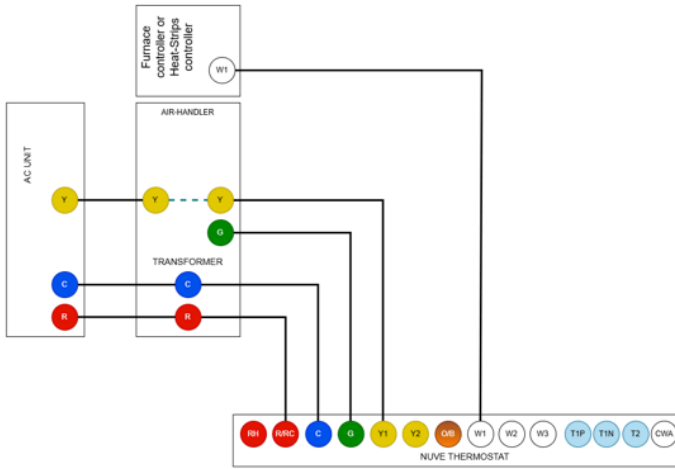 Furnace
controller or
Heat-Strips
controller
W1
AIR-HANDLER
AC UNIT
Y
Y
Y
G
TRANSFORMER
C
C
R
R
RH
R/RC
C
G
Y1
Y2
O/B
W1
W2
W3
T1P
T1N
T2
CWA
NUVE THERMOSTAT